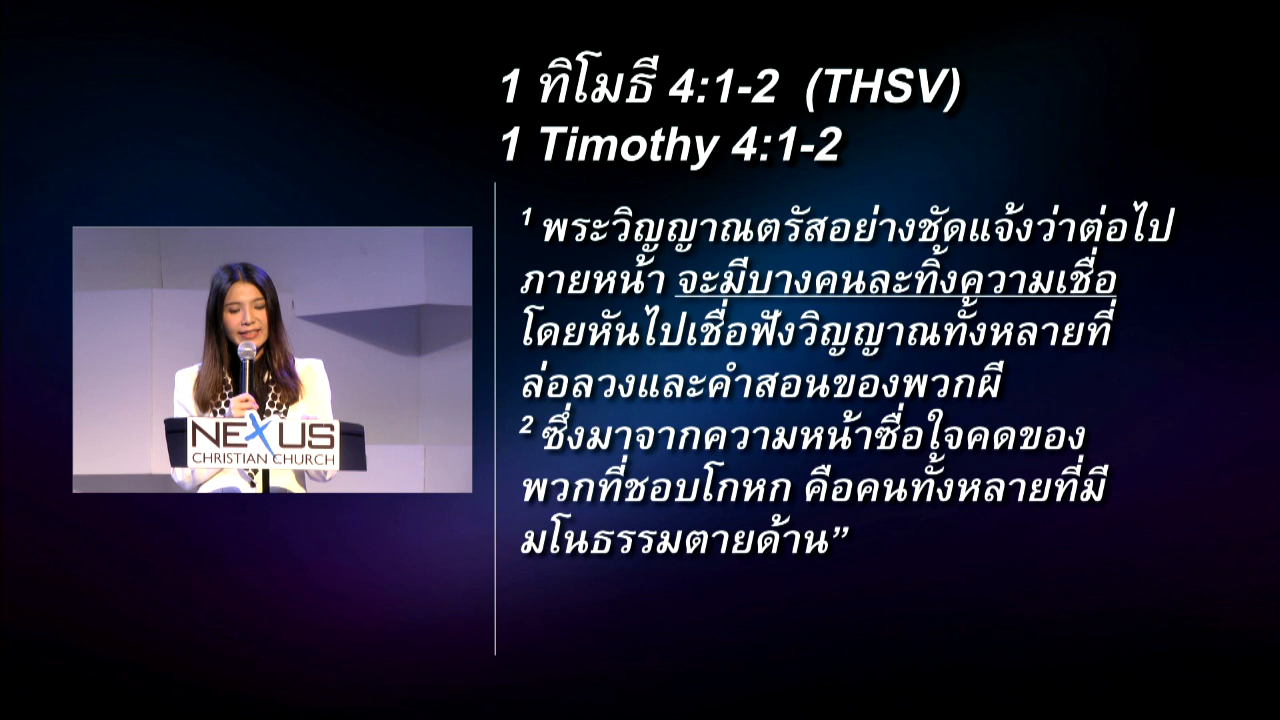 1 ทิโมธี 4:1-2 (THSV)
1 Timothy 4:1-2
1 พระวิญญาณตรัสอย่างชัดแจ้งว่าต่อไป
ภายหน้า จะมีบางคนละทิ้งความเชื่อ
โดยหันไปเชื่อฟังวิญญาณทั้งหลายที่
ล่อลวงและคำสอนของพวกผี
2 ซึ่งมาจากความหน้าซื่อใจคดของ
พวกที่ชอบโกหก คือคนทั้งหลายที่มี
มโนธรรมตายด้าน”
NEXUS
CHRISTIAN CHURCH